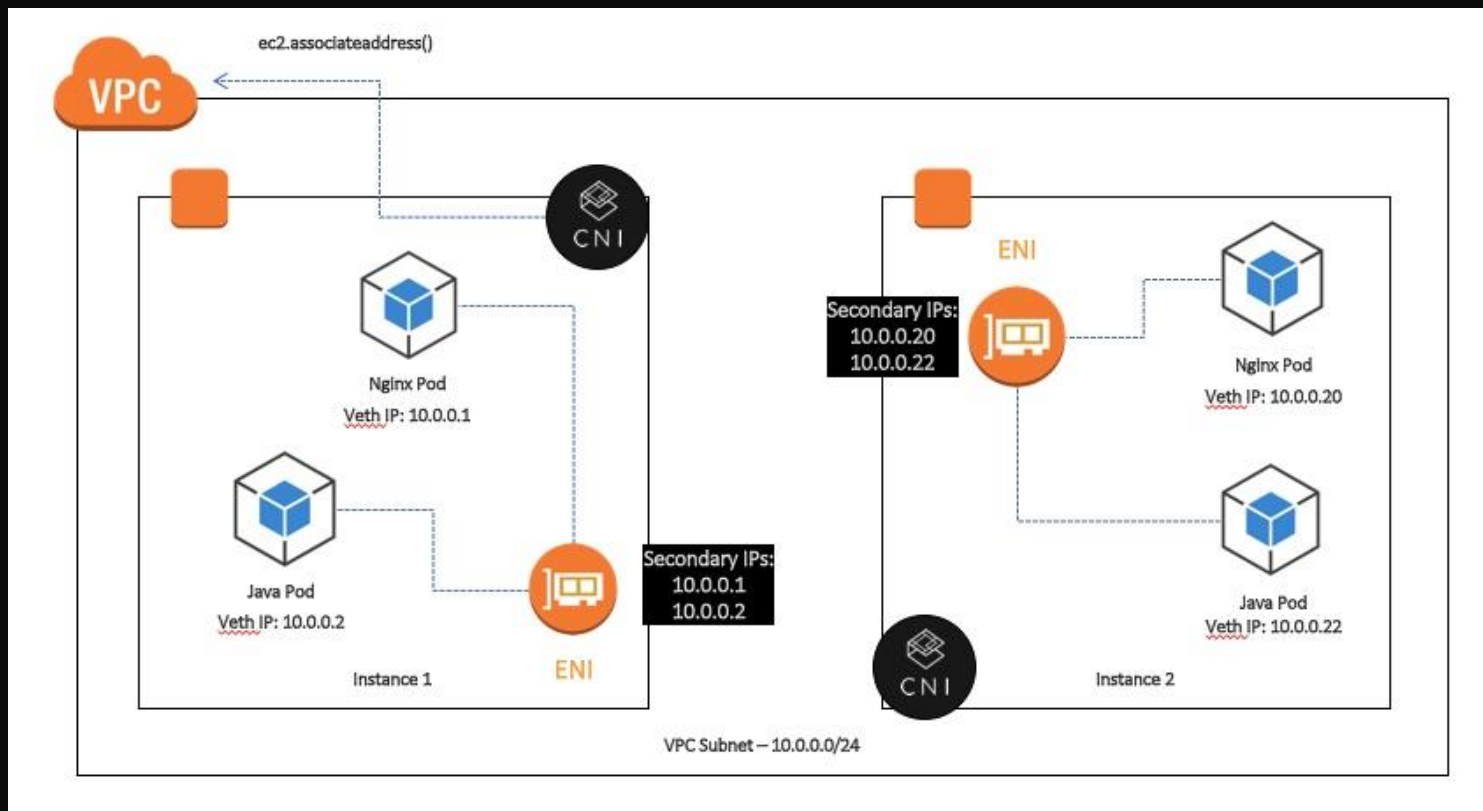 ec2.associateaddress()
VPC
CNI
Nginx Pod
Veth IP: 10.0.0.1
Java Pod
Veth IP: 10.0.0.2
Secondary IPs:
10.0.0.1
10.0.0.2
ENI
Instance 1
ENI
Secondary IPs:
10.0.0.20
10.0.0.22
Nginx Pod
Veth IP: 10.0.0.20
Java Pod
Veth IP: 10.0.0.22
CNI
Instance 2
VPC Subnet – 10.0.0.0/24